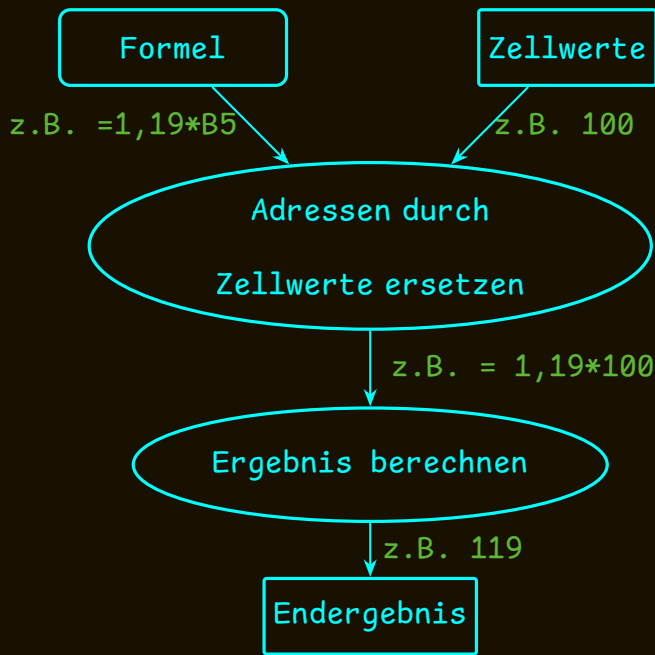 Formel
Zellwerte
z.B. =1,19*B5
z.B. 100
Adressen durch
Zellwerte ersetzen
z.B. = 1,19*100
Ergebnis berechnen
z.B. 119
Endergebnis